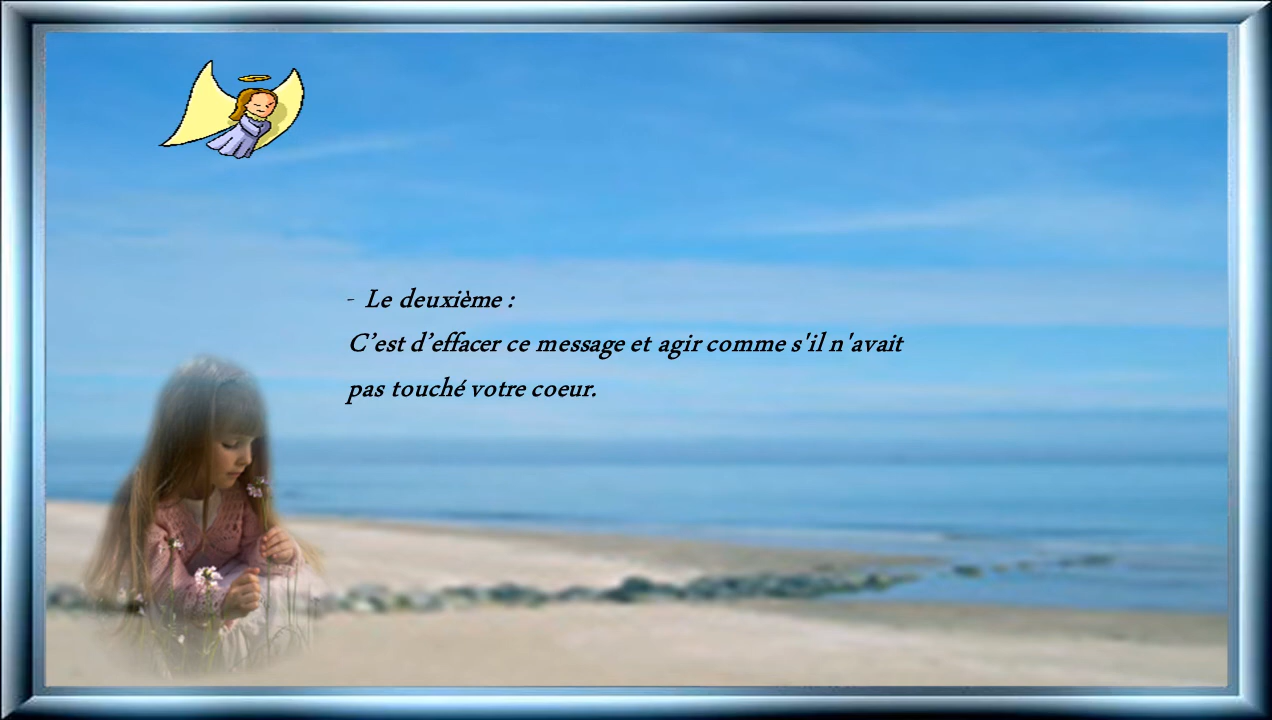 - Le deuxième :
C’est d’effacer ce message et agir comme s'il n'avait
pas touché votre coeur.